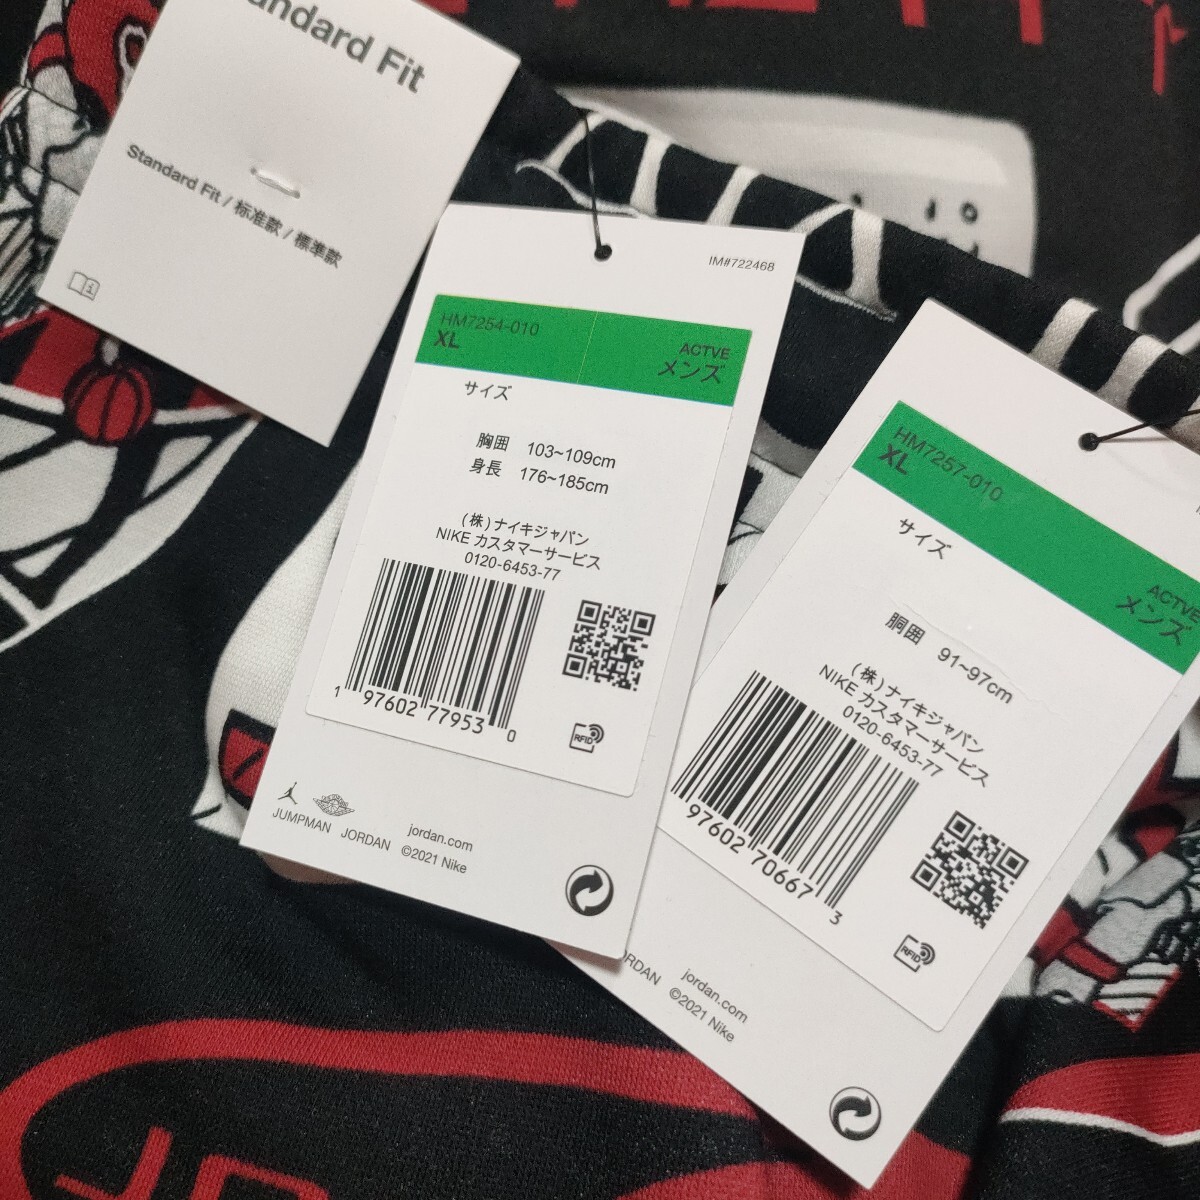 Standard Fit
Standard Fit / 标准款 / 標準款
IM#722468
HM7254-010
XL
ACTVE
メンズ
サイズ
胸囲 103~109cm
身長 176~185cm
(株)ナイキジャパン
NIKE カスタマーサービス
0120-6453-77
1 97602 77953 0
RFID
JUMPMAN JORDAN
jordan.com
©2021 Nike
HM7257-010
XL
ACTVE
メンズ
サイズ
胴囲 91~97cm
(株)ナイキジャパン
NIKE カスタマーサービス
0120-6453-77
97602 70667 3
RFID
ORDAN
jordan.com
©2021 Nike